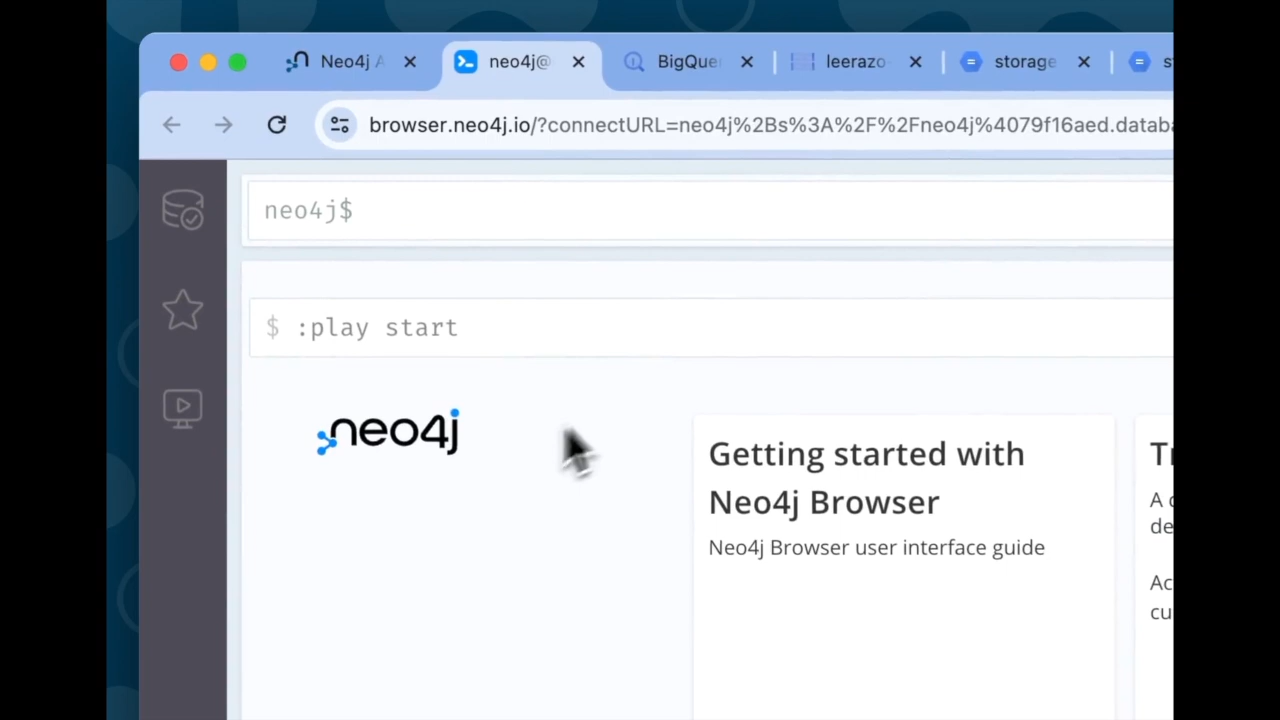 Neo4j A
neo4j@
BigQue
leerazo
storage
browser.neo4j.io/?connectURL=neo4j%2Bs%3A%2F%2Fneo4j%4079f16aed.databa
neo4j$
$ :play start
neo4j
Getting started with
Neo4j Browser
Neo4j Browser user interface guide